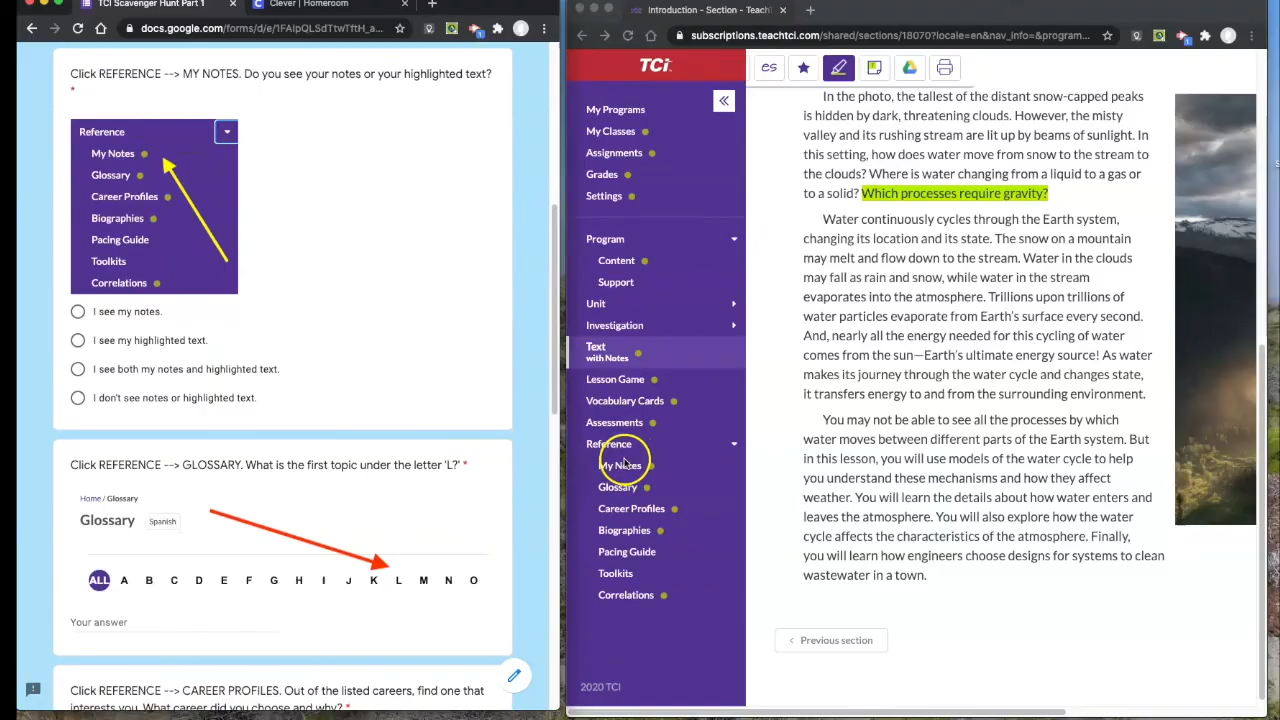 TCI Scavenger Hunt Part 1
Clever | Homeroom
docs.google.com/forms/d/e/1FAIpQLSdTtwTftH_a...
Click REFERENCE --> MY NOTES. Do you see your notes or your highlighted text?
*
Reference
My Notes
Glossary
Career Profiles
Biographies
Pacing Guide
Toolkits
Correlations
I see my notes.
I see my highlighted text.
I see both my notes and highlighted text.
I don't see notes or highlighted text.
Click REFERENCE --> GLOSSARY. What is the first topic under the letter 'L?' *
Home / Glossary
Glossary Spanish
ALL A B C D E F G H I J K L M N O
Your answer
Click REFERENCE --> CAREER PROFILES. Out of the listed careers, find one that
interests you. What career did you choose and why? *
Introduction - Section - TeachT
subscriptions.teachtci.com/shared/sections/18070?locale=en&nav_info=&program...
TCi
My Programs
My Classes
Assignments
Grades
Settings
Program
Content
Support
Unit
Investigation
Text
with Notes
Lesson Game
Vocabulary Cards
Assessments
Reference
My Notes
Glossary
Career Profiles
Biographies
Pacing Guide
Toolkits
Correlations
2020 TCI
es
In the photo, the tallest of the distant snow-capped peaks
is hidden by dark, threatening clouds. However, the misty
valley and its rushing stream are lit up by beams of sunlight. In
this setting, how does water move from snow to the stream to
the clouds? Where is water changing from a liquid to a gas or
to a solid? Which processes require gravity?
Water continuously cycles through the Earth system,
changing its location and its state. The snow on a mountain
may melt and flow down to the stream. Water in the clouds
may fall as rain and snow, while water in the stream
evaporates into the atmosphere. Trillions upon trillions of
water particles evaporate from Earth's surface every second.
And, nearly all the energy needed for this cycling of water
comes from the sun—Earth's ultimate energy source! As water
makes its journey through the water cycle and changes state,
it transfers energy to and from the surrounding environment.
You may not be able to see all the processes by which
water moves between different parts of the Earth system. But
in this lesson, you will use models of the water cycle to help
you understand these mechanisms and how they affect
weather. You will learn the details about how water enters and
leaves the atmosphere. You will also explore how the water
cycle affects the characteristics of the atmosphere. Finally,
you will learn how engineers choose designs for systems to clean
wastewater in a town.
Previous section